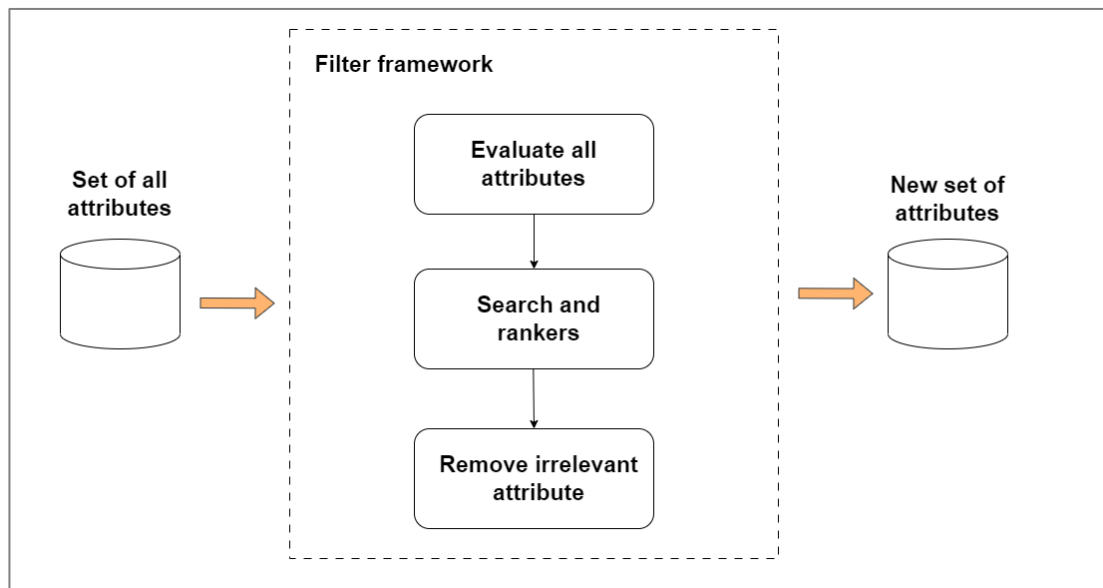 Filter framework
Set of all
attributes
Evaluate all
attributes
Search and
rankers
Remove irrelevant
attribute
New set of
attributes